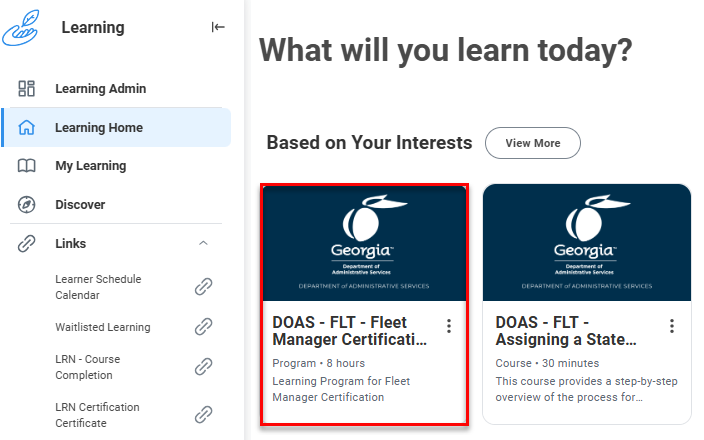 Learning
Learning Admin
Learning Home
My Learning
Discover
Links
Learner Schedule
Calendar
Waitlisted Learning
LRN - Course
Completion
LRN Certification
Certificate
What will you learn today?
Based on Your Interests
View More
Georgia™
Department of
Administrative Services
DEPARTMENT of ADMINISTRATIVE SERVICES
DOAS - FLT - Fleet
Manager Certificati...
Program • 8 hours
Learning Program for Fleet
Manager Certification
Georgia™
Department of
Administrative Services
DEPARTMENT of ADMINISTRATIVE SERVICES
DOAS - FLT -
Assigning a State...
Course • 30 minutes
This course provides a step-by-step
overview of the process for...